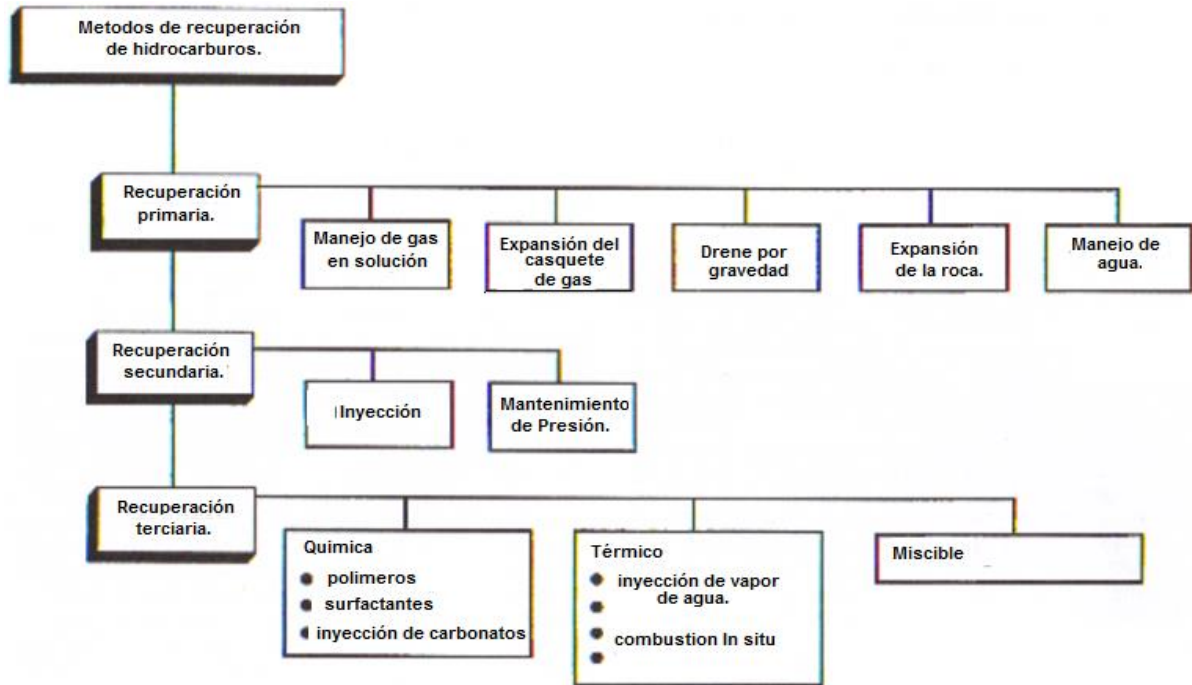 Metodos de recuperación
de hidrocarburos.
Recuperación
primaria.
Manejo de gas
en solución
Expansión del
casquete
de gas
Drene por
gravedad
Expansión
de la roca.
Manejo de
agua.
Recuperación
secundaria.
Inyección
Mantenimiento
de Presión.
Recuperación
terciaria.
Quimica
● polimeros
● surfactantes
● inyección de carbonatos
Térmico
● inyección de vapor
de agua.
●
● combustion In situ
●
Miscible